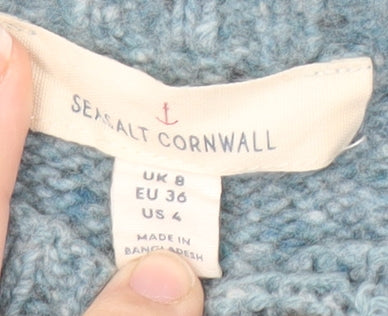 SEASALT CORNWALL
UK 8
EU 36
US 4
MADE IN
BANGLADESH